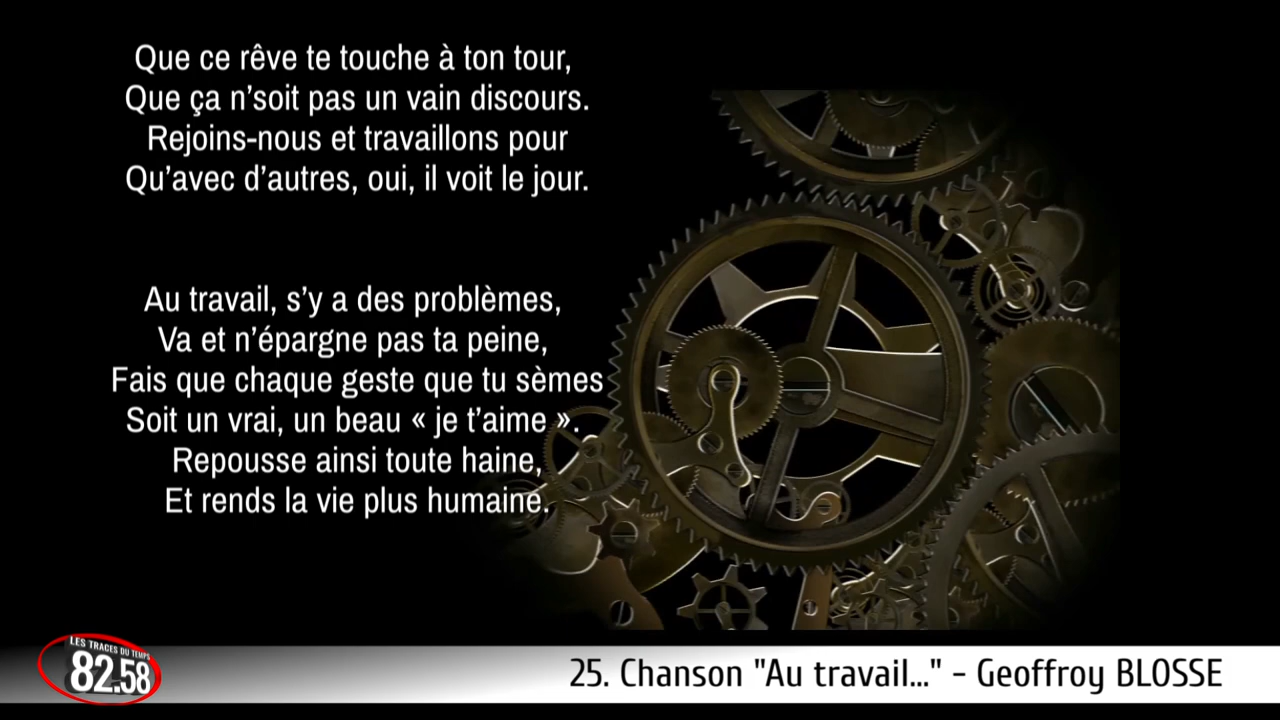 Que ce rêve te touche à ton tour,
Que ça n’soit pas un vain discours.
Rejoins-nous et travaillons pour
Qu’avec d’autres, oui, il voit le jour.
Au travail, s’y a des problèmes,
Va et n’épargne pas ta peine,
Fais que chaque geste que tu sèmes
Soit un vrai, un beau « je t’aime ».
Repousse ainsi toute haine,
Et rends la vie plus humaine.
LES TRACES DU TEMPS
82.58
25. Chanson "Au travail..." - Geoffroy BLOSSE